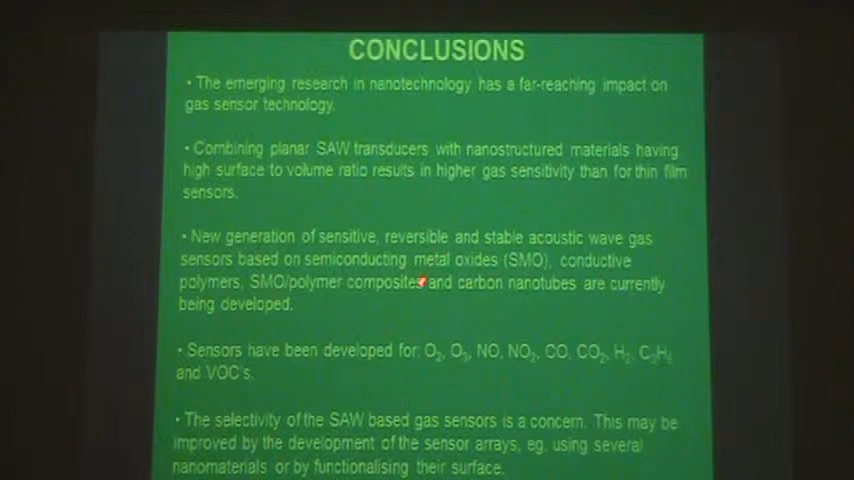 CONCLUSIONS
• The emerging research in nanotechnology has a far-reaching impact on
gas sensor technology.
• Combining planar SAW transducers with nanostructured materials having
high surface to volume ratio results in higher gas sensitivity than for thin film
sensors.
• New generation of sensitive, reversible and stable acoustic wave gas
sensors based on semiconducting metal oxides (SMO), conductive
polymers, SMO/polymer composites and carbon nanotubes are currently
being developed.
• Sensors have been developed for: O₂, O₃, NO, NO₂, CO, CO₂, H₂,
and VOC's.
• The selectivity of the SAW based gas sensors is a concern. This may be
improved by the development of the sensor arrays, eg. using several
nanomaterials or by functionalising their surface.